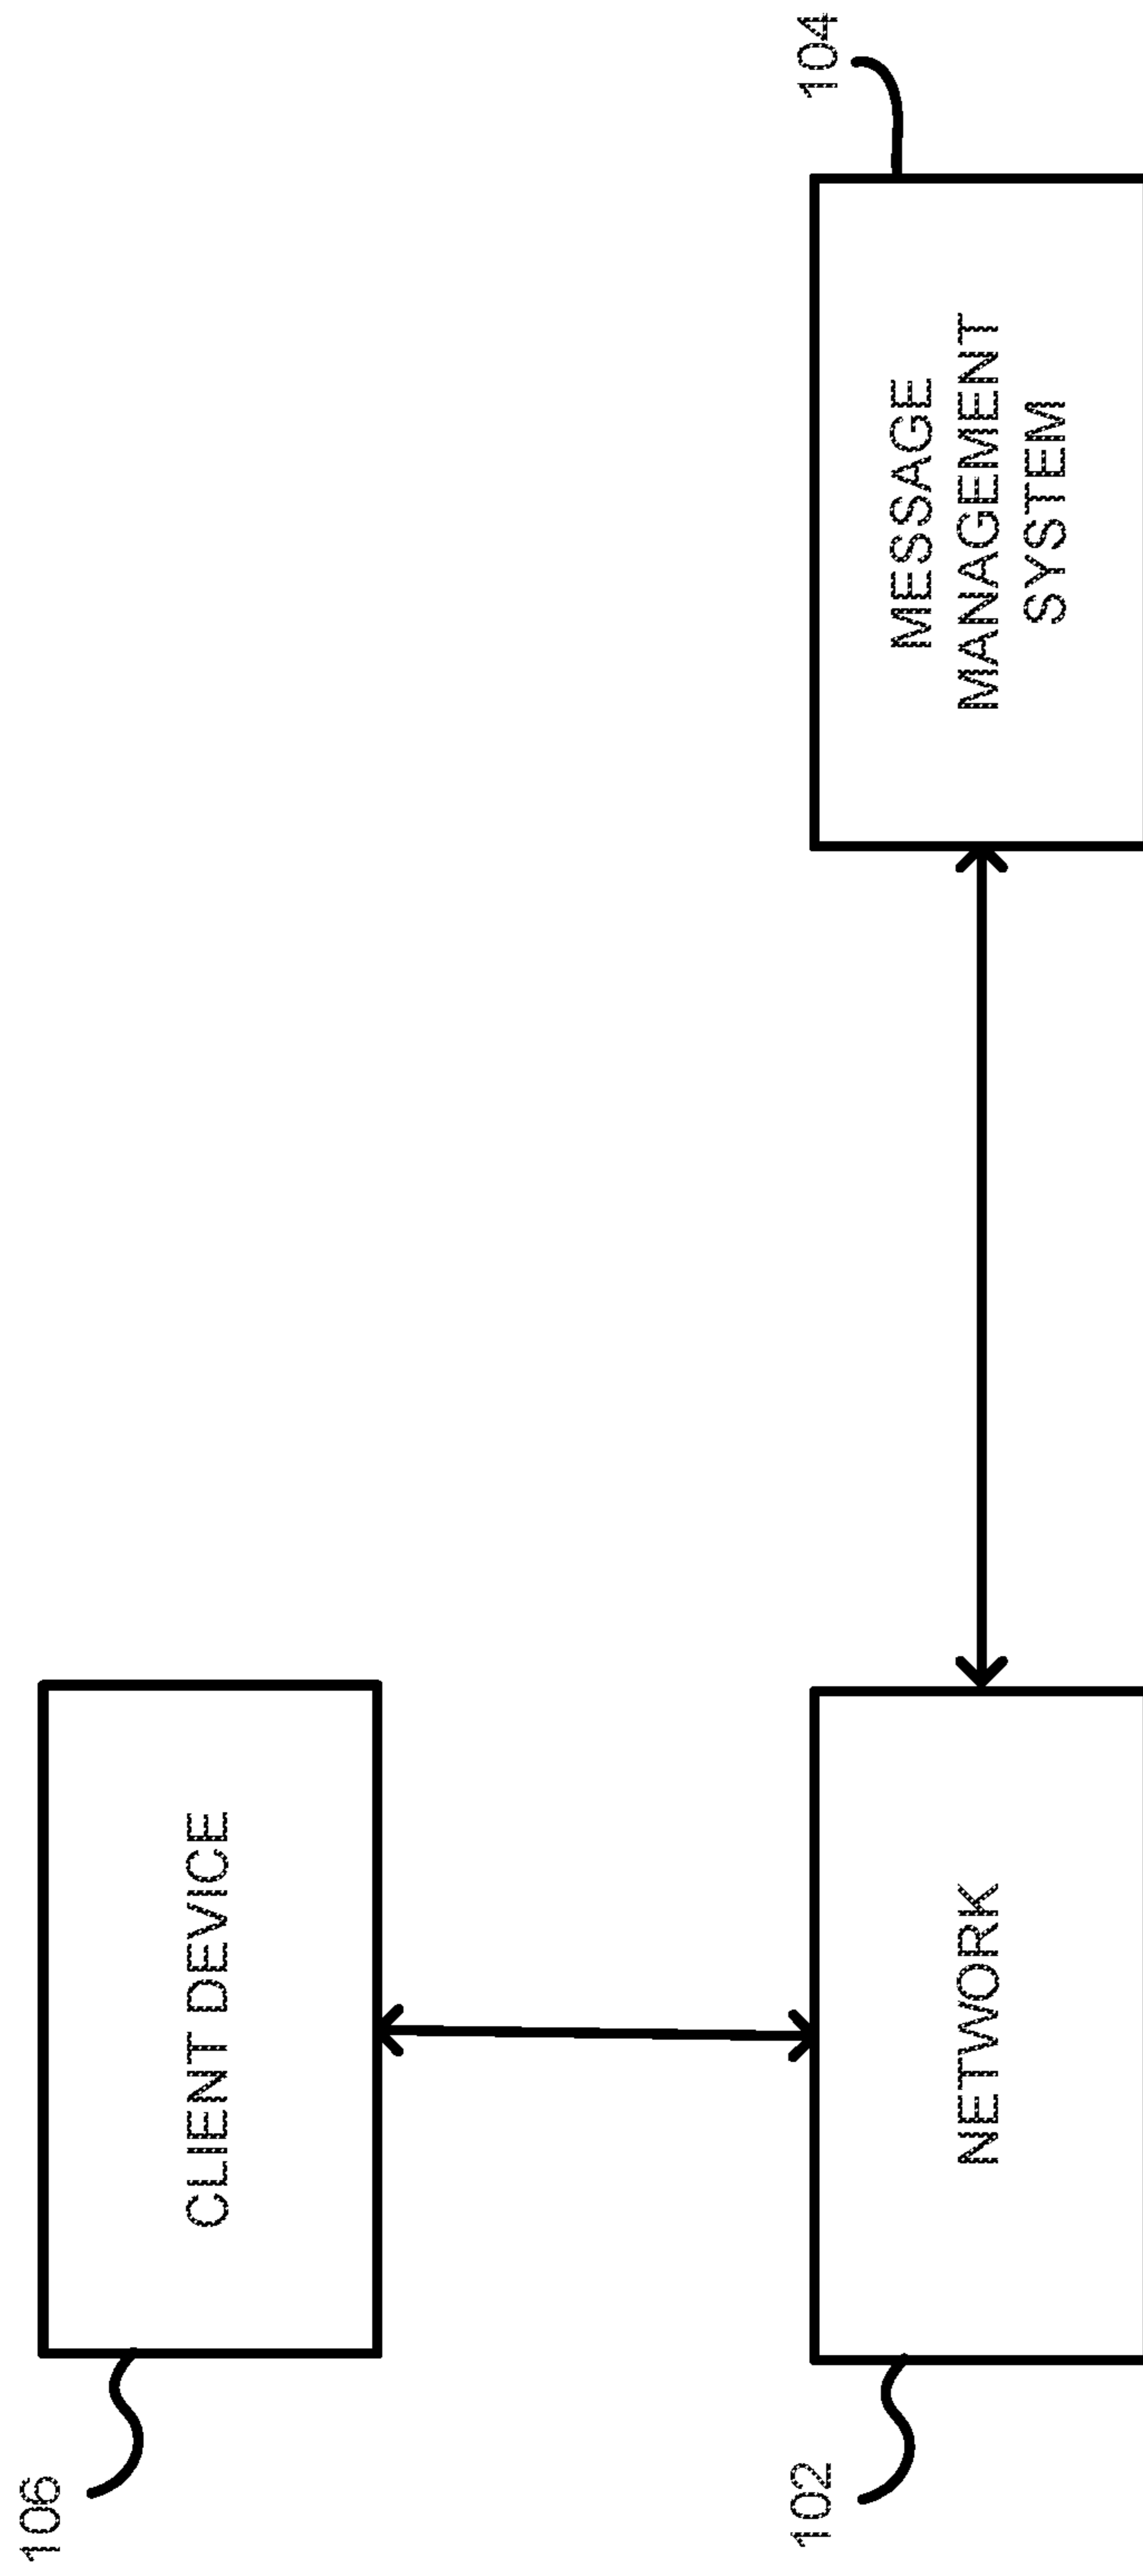 106
CLIENT DEVICE
102
NETWORK
104
MESSAGE
MANAGEMENT
SYSTEM